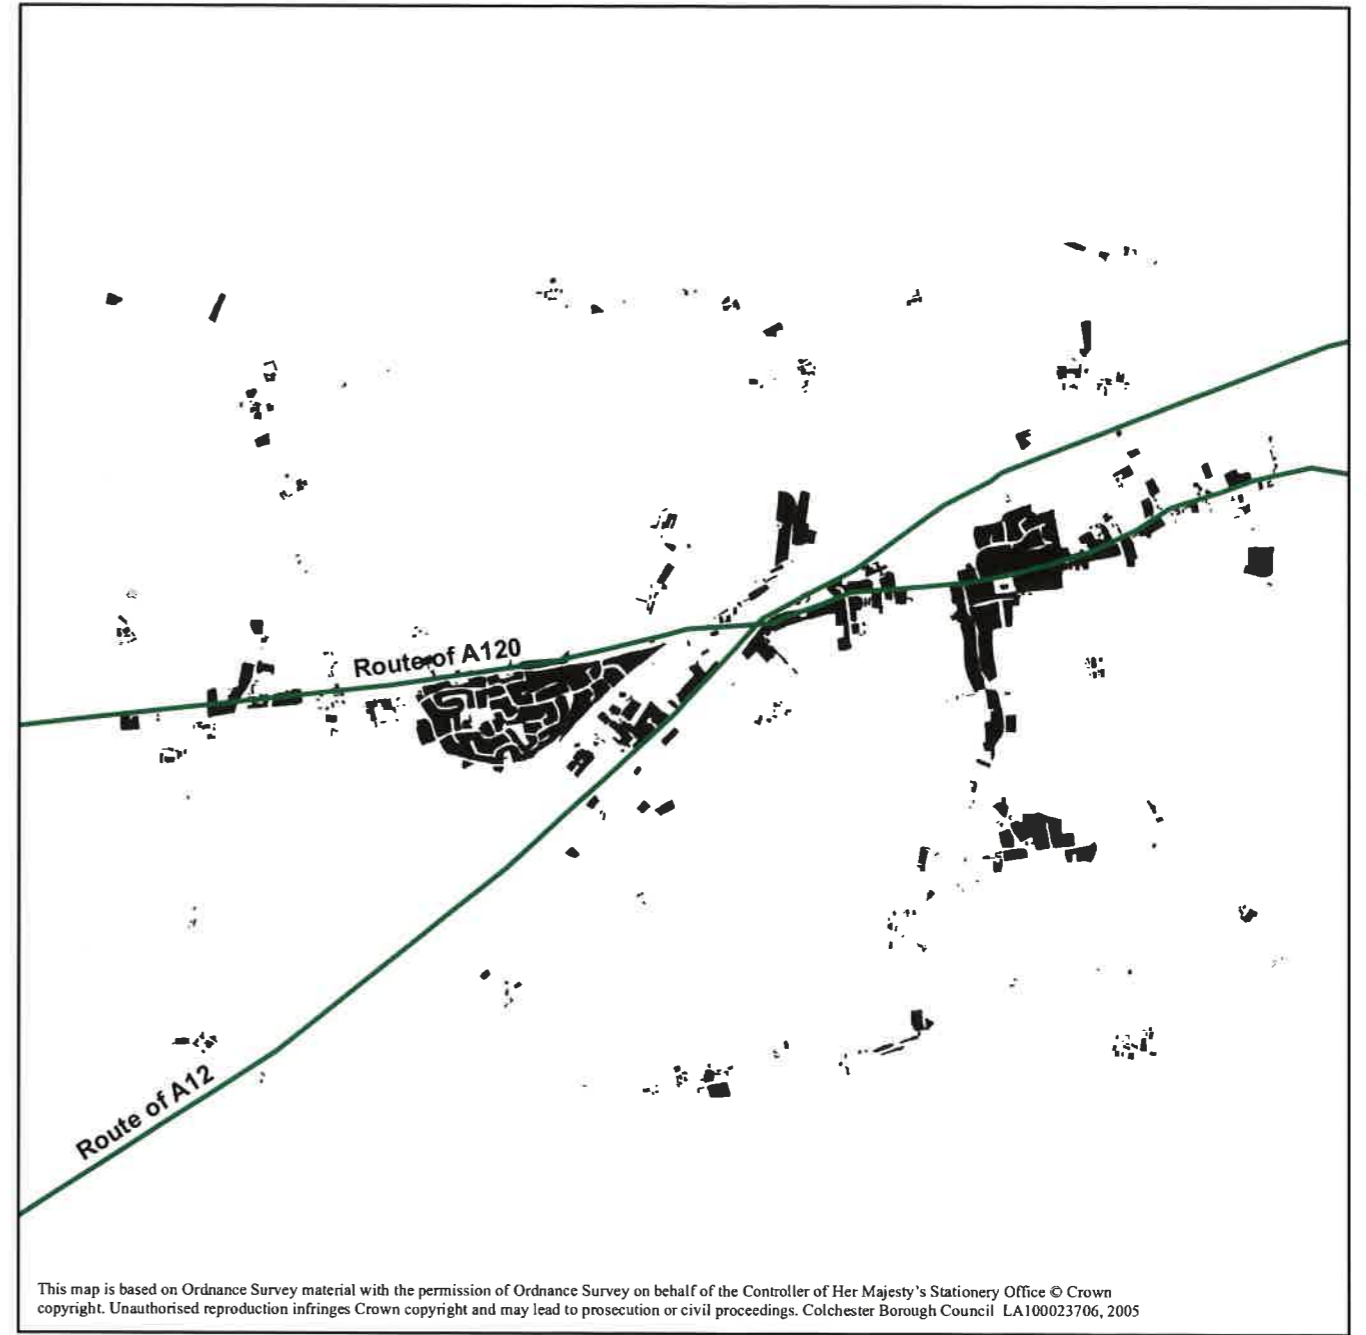 Route of A120
Route of A12
This map is based on Ordnance Survey material with the permission of Ordnance Survey on behalf of the Controller of Her Majesty's Stationery Office © Crown
copyright. Unauthorised reproduction infringes Crown copyright and may lead to prosecution or civil proceedings. Colchester Borough Council LA100023706, 2005